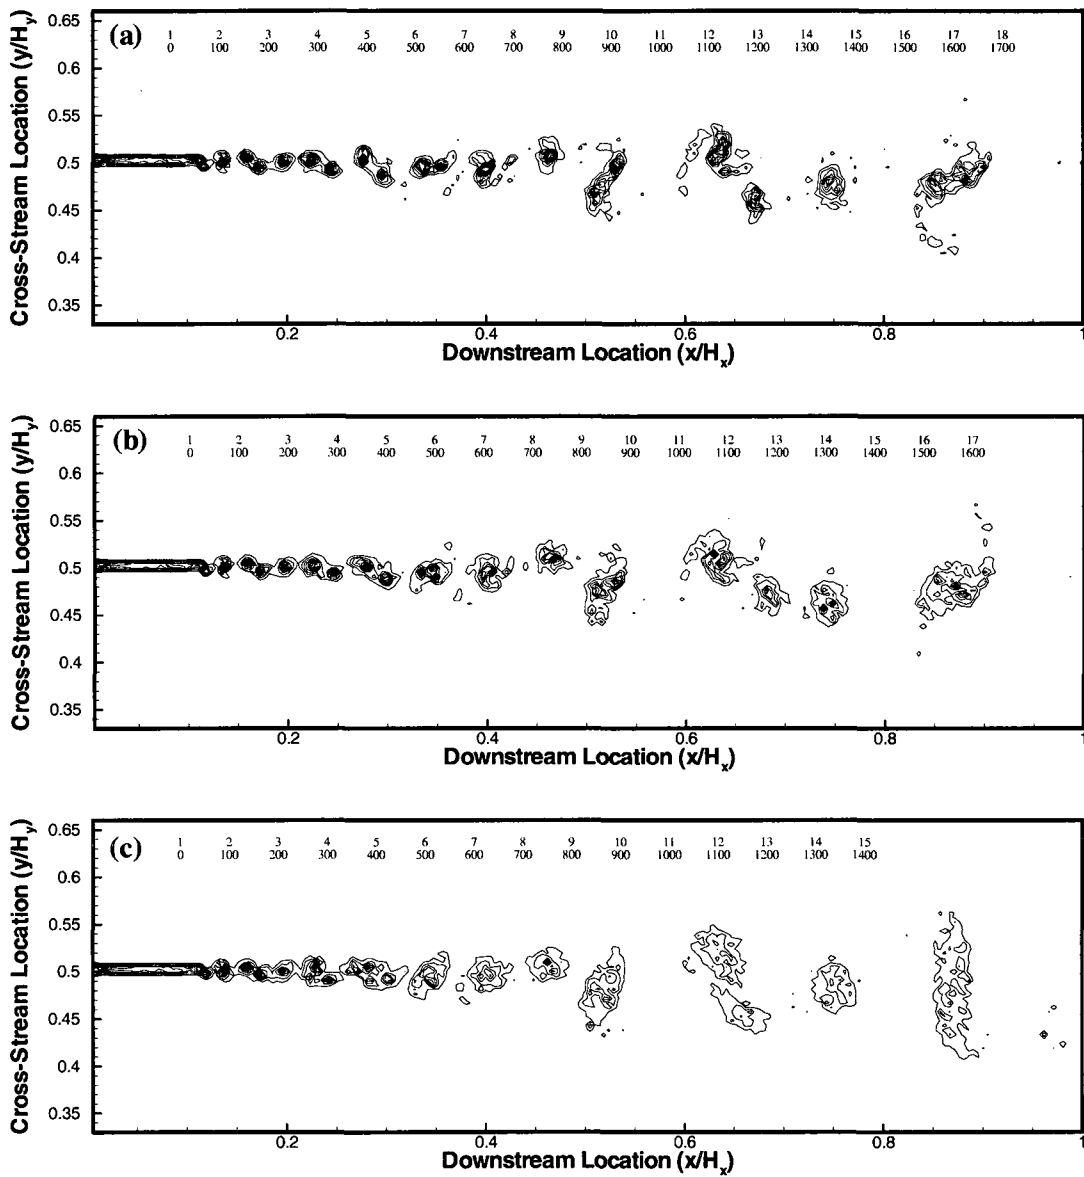 (a)
1 2 3 4 5 6 7 8 9 10 11 12 13 14 15 16 17 18
0 100 200 300 400 500 600 700 800 900 1000 1100 1200 1300 1400 1500 1600 1700
0.65
0.6
0.55
0.5
0.45
0.4
0.35
Cross-Stream Location (y/Hy)
0.2 0.4 0.6 0.8 1
Downstream Location (x/Hx)
(b)
1 2 3 4 5 6 7 8 9 10 11 12 13 14 15 16 17
0 100 200 300 400 500 600 700 800 900 1000 1100 1200 1300 1400 1500 1600
0.65
0.6
0.55
0.5
0.45
0.4
0.35
Cross-Stream Location (y/Hy)
0.2 0.4 0.6 0.8 1
Downstream Location (x/Hx)
(c)
1 2 3 4 5 6 7 8 9 10 11 12 13 14 15
0 100 200 300 400 500 600 700 800 900 1000 1100 1200 1300 1400
0.65
0.6
0.55
0.5
0.45
0.4
0.35
Cross-Stream Location (y/Hy)
0.2 0.4 0.6 0.8 1
Downstream Location (x/Hx)